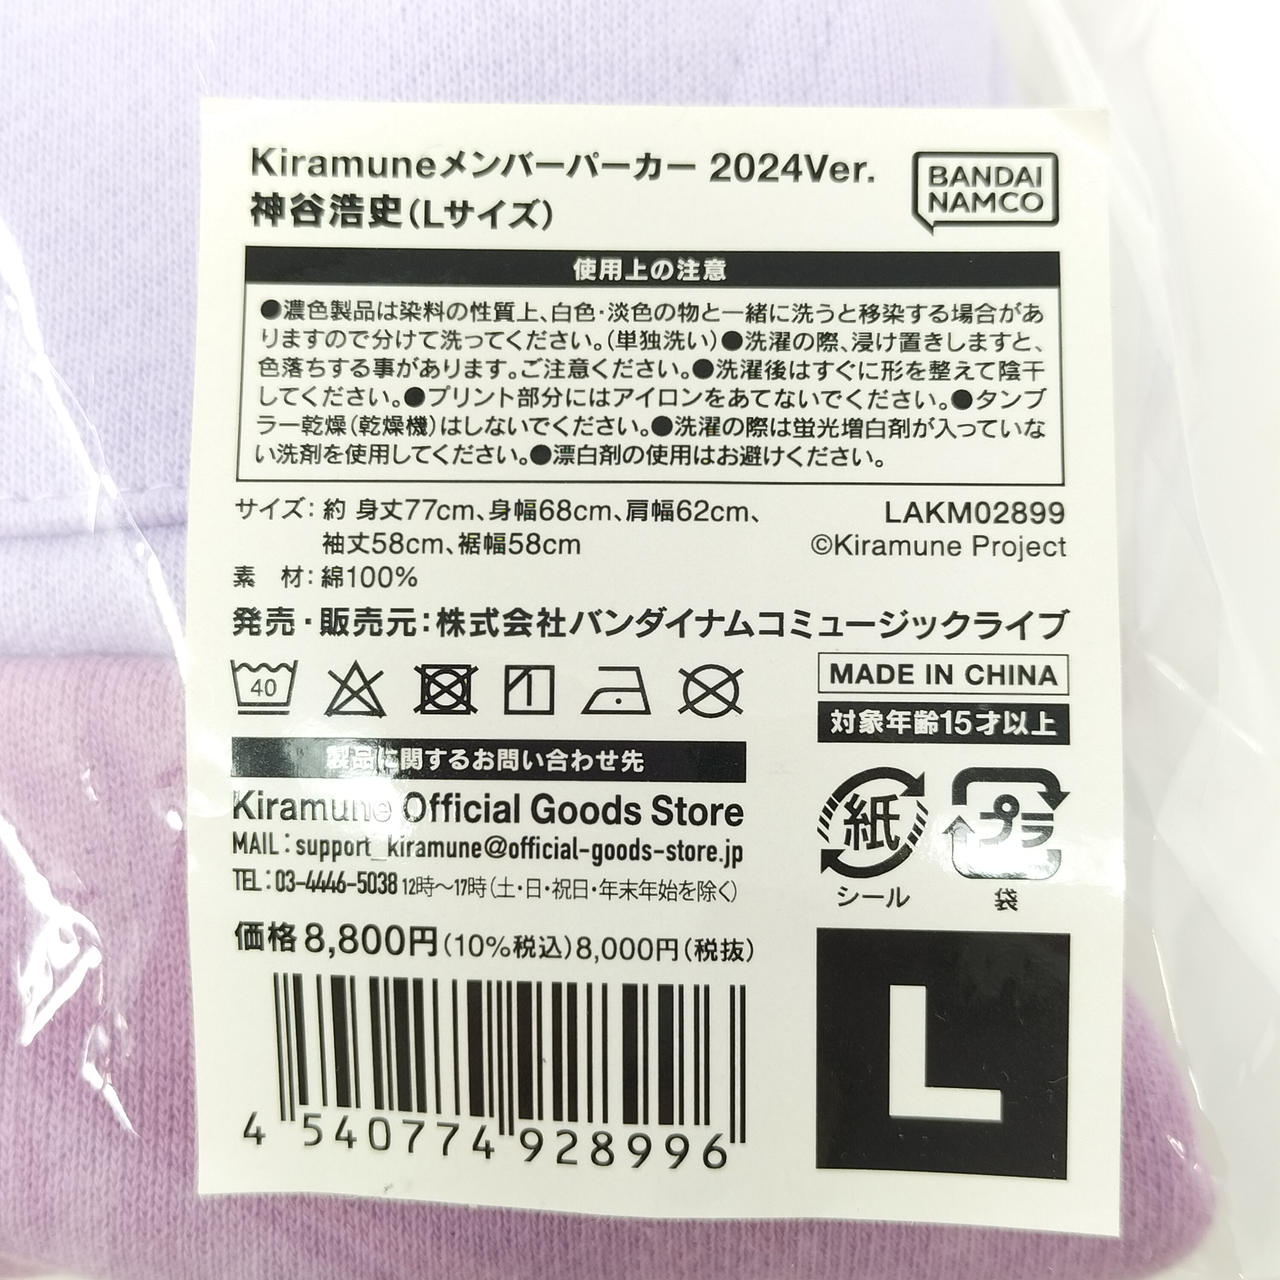 Kiramuneメンバーパーカー 2024Ver.
神谷浩史(Lサイズ)
BANDAI
NAMCO
使用上の注意
●濃色製品は染料の性質上、白色・淡色の物と一緒に洗うと移染する場合があ
りますので分けて洗ってください。(単独洗い)●洗濯の際、浸け置きしますと、
色落ちする事があります。ご注意ください。●洗濯後はすぐに形を整えて陰干
してください。●プリント部分にはアイロンをあてないでください。●タンブ
ラー乾燥(乾燥機)はしないでください。●洗濯の際は蛍光増白剤が入っていな
い洗剤を使用してください。●漂白剤の使用はお避けください。
サイズ：約 身丈77cm、身幅68cm、肩幅62cm、
袖丈58cm、裾幅58cm
LAKM02899
©Kiramune Project
素 材：綿100%
発売・販売元：株式会社バンダイナムコミュージックライブ
40
MADE IN CHINA
対象年齢15才以上
製品に関するお問い合わせ先
Kiramune Official Goods Store
MAIL：support_kiramune@official-goods-store.jp
TEL：03-4446-5038 12時〜17時(土・日・祝日・年末年始を除く)
紙
シール
プラ
袋
価格8,800円(10%税込)8,000円(税抜)
4 540774 928996
L